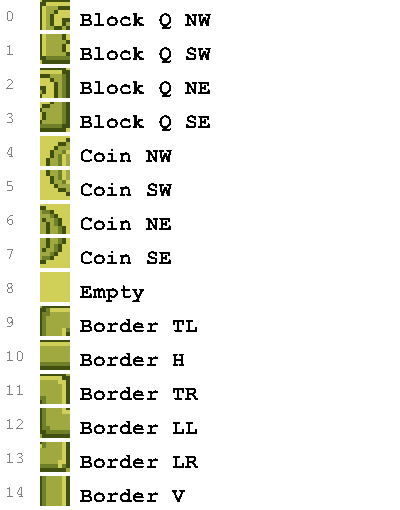 0 Block Q NW
1 Block Q SW
2 Block Q NE
3 Block Q SE
4 Coin NW
5 Coin SW
6 Coin NE
7 Coin SE
8 Empty
9 Border TL
10 Border H
11 Border TR
12 Border LL
13 Border LR
14 Border V